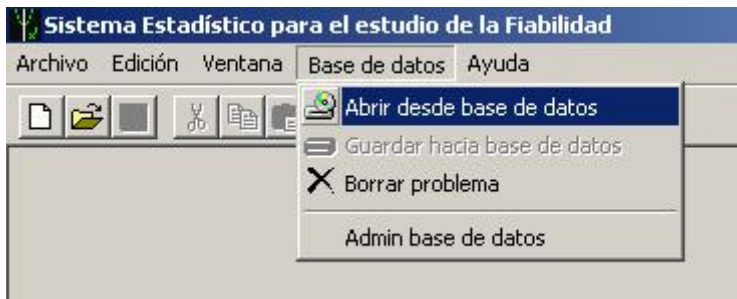 Sistema Estadístico para el estudio de la Fiabilidad
Archivo Edición Ventana Base de datos Ayuda
Abrir desde base de datos
Guardar hacia base de datos
Borrar problema
Admin base de datos